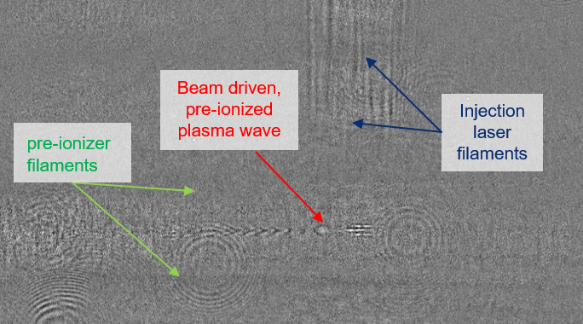 Beam driven,
pre-ionized
plasma wave
Injection
laser
filaments
pre-ionizer
filaments